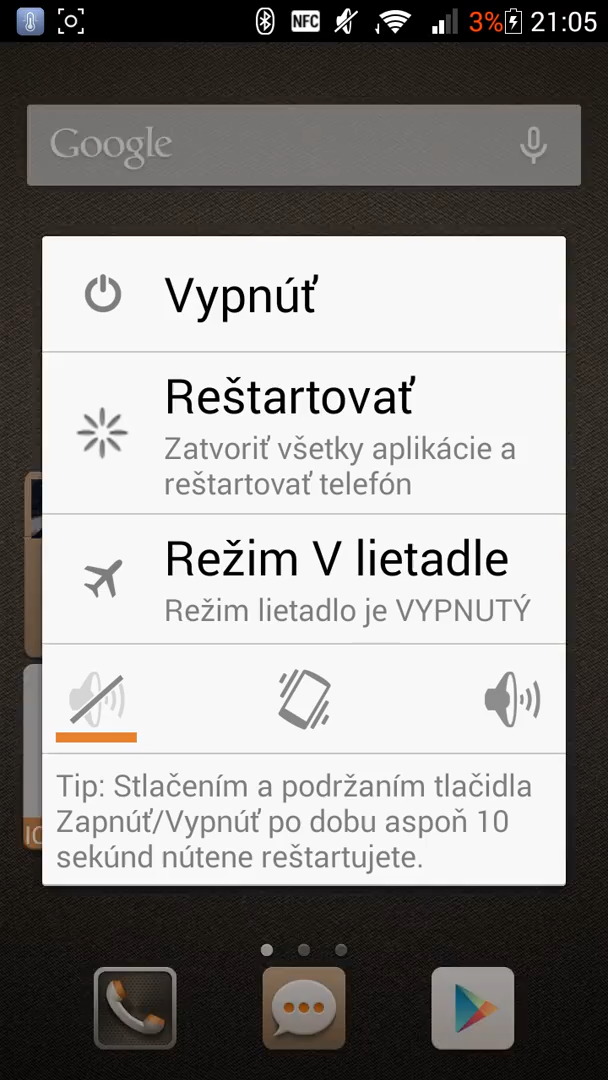 NFC 3% 21:05
Google
Vypnúť
Reštartovať
Zatvoriť všetky aplikácie a
reštartovať telefón
Režim V lietadle
Režim lietadlo je VYPNUTÝ
Tip: Stlačením a podržaním tlačidla
Zapnúť/Vypnúť po dobu aspoň 10
sekúnd nútene reštartujete.